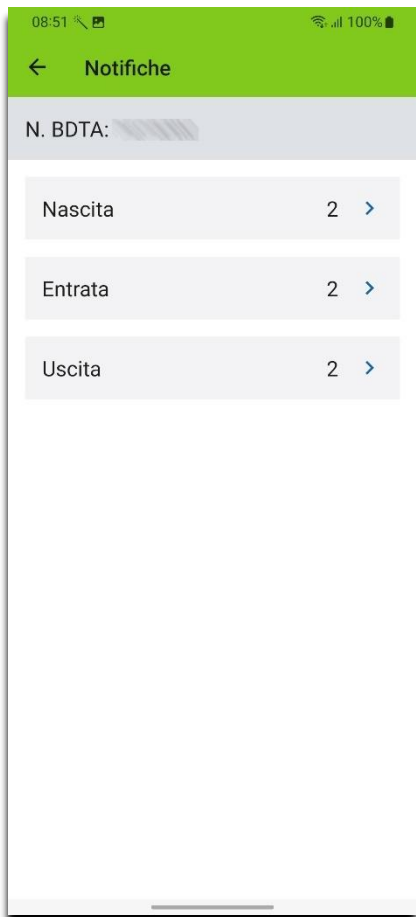 08:51 100%
Notifiche
N. BDTA:
Nascita 2
Entrata 2
Uscita 2